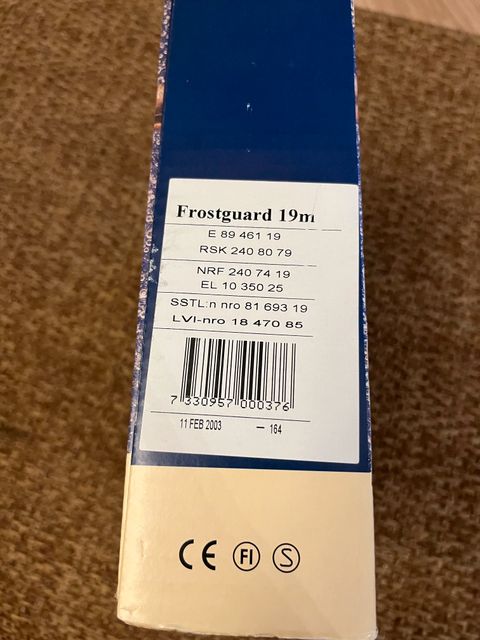 Frostguard 19m
E 89 461 19
RSK 240 80 79
NRF 240 74 19
EL 10 350 25
SSTL:n nro 81 693 19
LVI-nro 18 470 85
7 330957 000376
11 FEB 2003 — 164
CE FI S